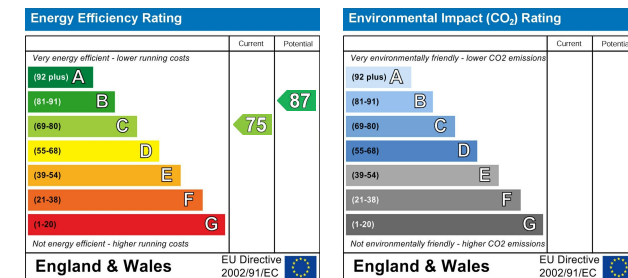 Energy Efficiency Rating
Current Potential
Very energy efficient - lower running costs
(92 plus) A
(81-91) B
87
(69-80) C
75
(55-68) D
(39-54) E
(21-38) F
(1-20) G
Not energy efficient - higher running costs
England & Wales
EU Directive
2002/91/EC
Environmental Impact (CO₂) Rating
Current Potentia
Very environmentally friendly - lower CO2 emissions
(92 plus) A
(81-91) B
(69-80) C
(55-68) D
(39-54) E
(21-38) F
(1-20) G
Not environmentally friendly - higher CO2 emissions
England & Wales
EU Directive
2002/91/EC